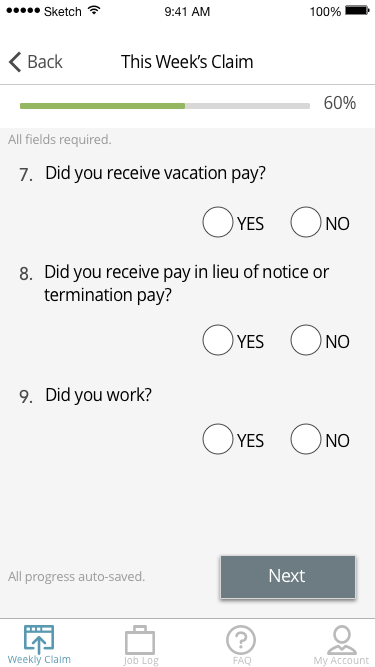 Sketch 9:41 AM 100%
Back This Week's Claim
60%
All fields required.
7. Did you receive vacation pay?
YES NO
8. Did you receive pay in lieu of notice or
termination pay?
YES NO
9. Did you work?
YES NO
All progress auto-saved. Next
Weekly Claim Job Log FAQ My Account